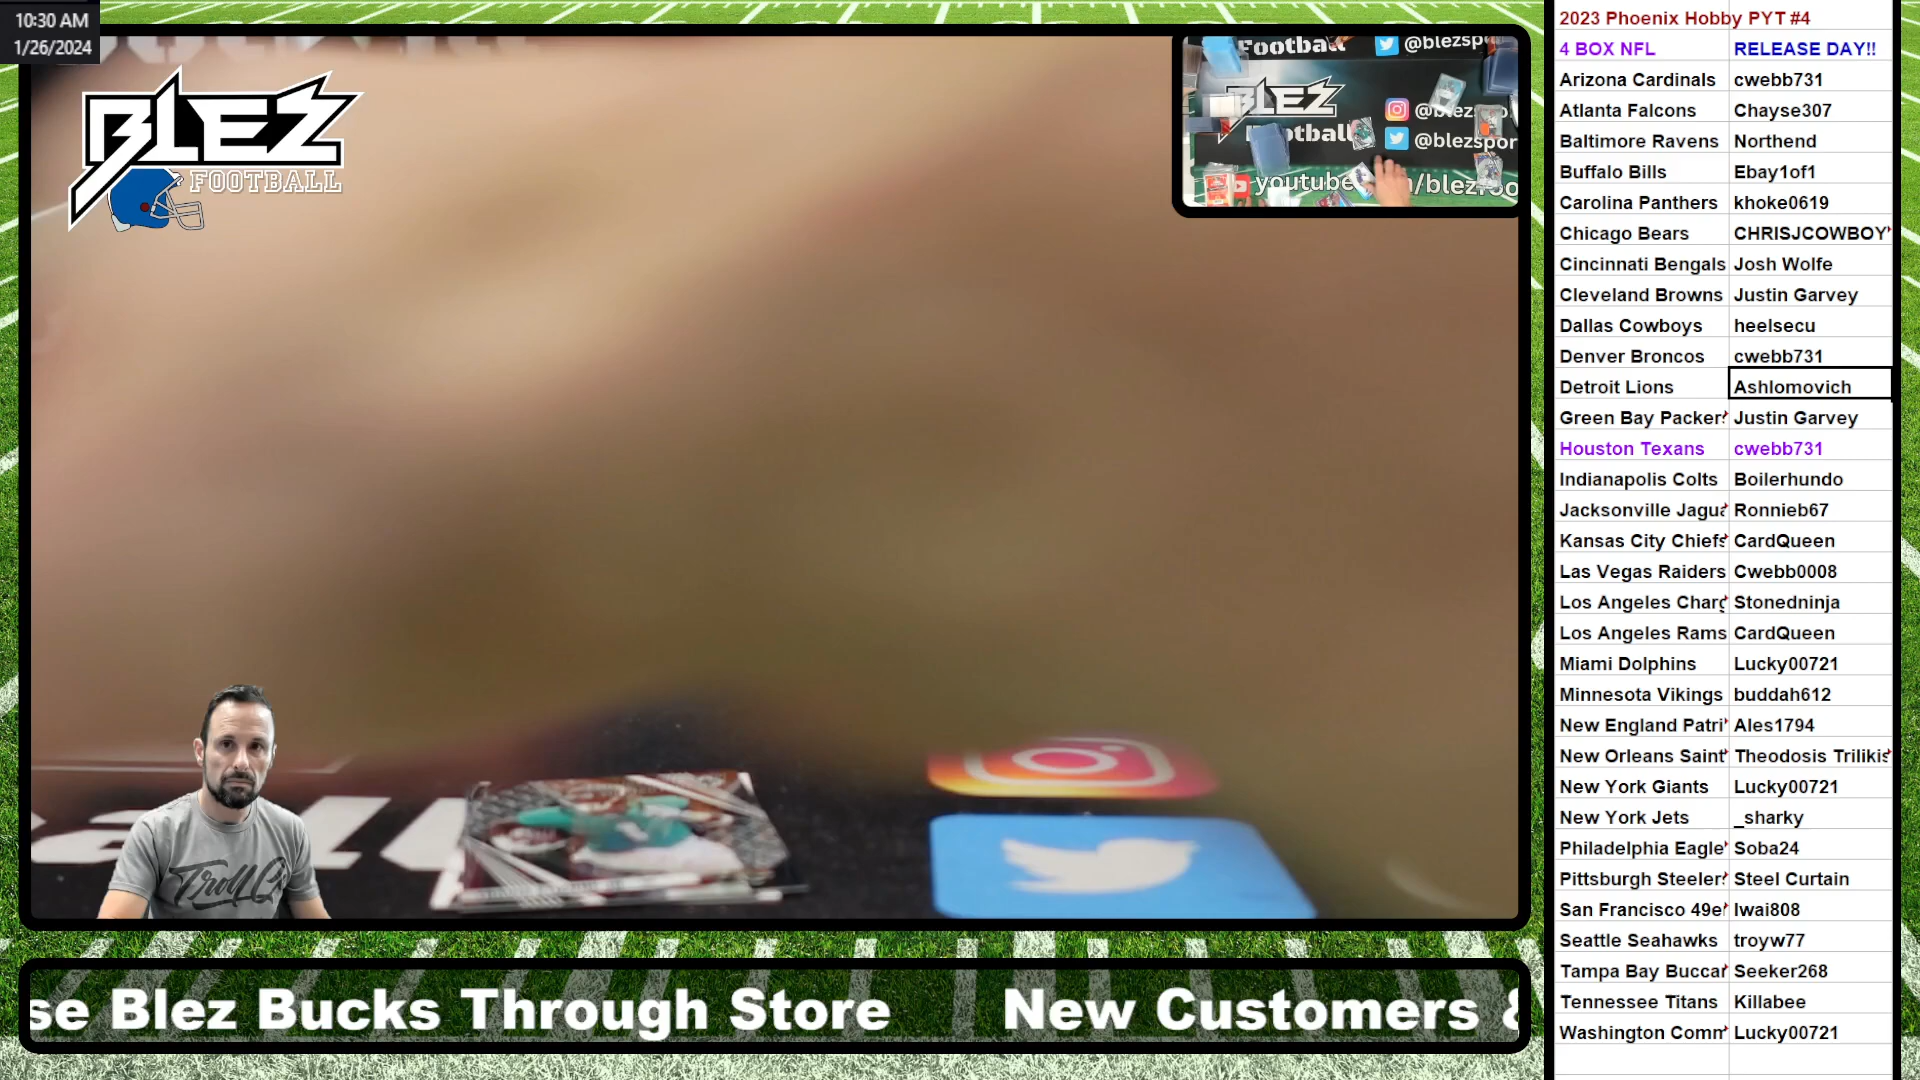 10:30 AM
1/26/2024
BLEZ
FOOTBALL
Football
@blezsp
BLEZ
@blezspo
otball
@blezspor
youtube
/blezfoo
se Blez Bucks Through Store New Customers &
2023 Phoenix Hobby PYT #4
4 BOX NFL RELEASE DAY!!
Arizona Cardinals cwebb731
Atlanta Falcons Chayse307
Baltimore Ravens Northend
Buffalo Bills Ebay1of1
Carolina Panthers khoke0619
Chicago Bears CHRISJCOWBOY
Cincinnati Bengals Josh Wolfe
Cleveland Browns Justin Garvey
Dallas Cowboys heelsecu
Denver Broncos cwebb731
Detroit Lions Ashlomovich
Green Bay Packer Justin Garvey
Houston Texans cwebb731
Indianapolis Colts Boilerhundo
Jacksonville Jagua Ronnieb67
Kansas City Chiefs CardQueen
Las Vegas Raiders Cwebb0008
Los Angeles Charg Stonedninja
Los Angeles Rams CardQueen
Miami Dolphins Lucky00721
Minnesota Vikings buddah612
New England Patri Ales1794
New Orleans Saint Theodosis Trilikis
New York Giants Lucky00721
New York Jets _sharky
Philadelphia Eagle Soba24
Pittsburgh Steeler Steel Curtain
San Francisco 49e Iwai808
Seattle Seahawks troyw77
Tampa Bay Buccar Seeker268
Tennessee Titans Killabee
Washington Comm Lucky00721